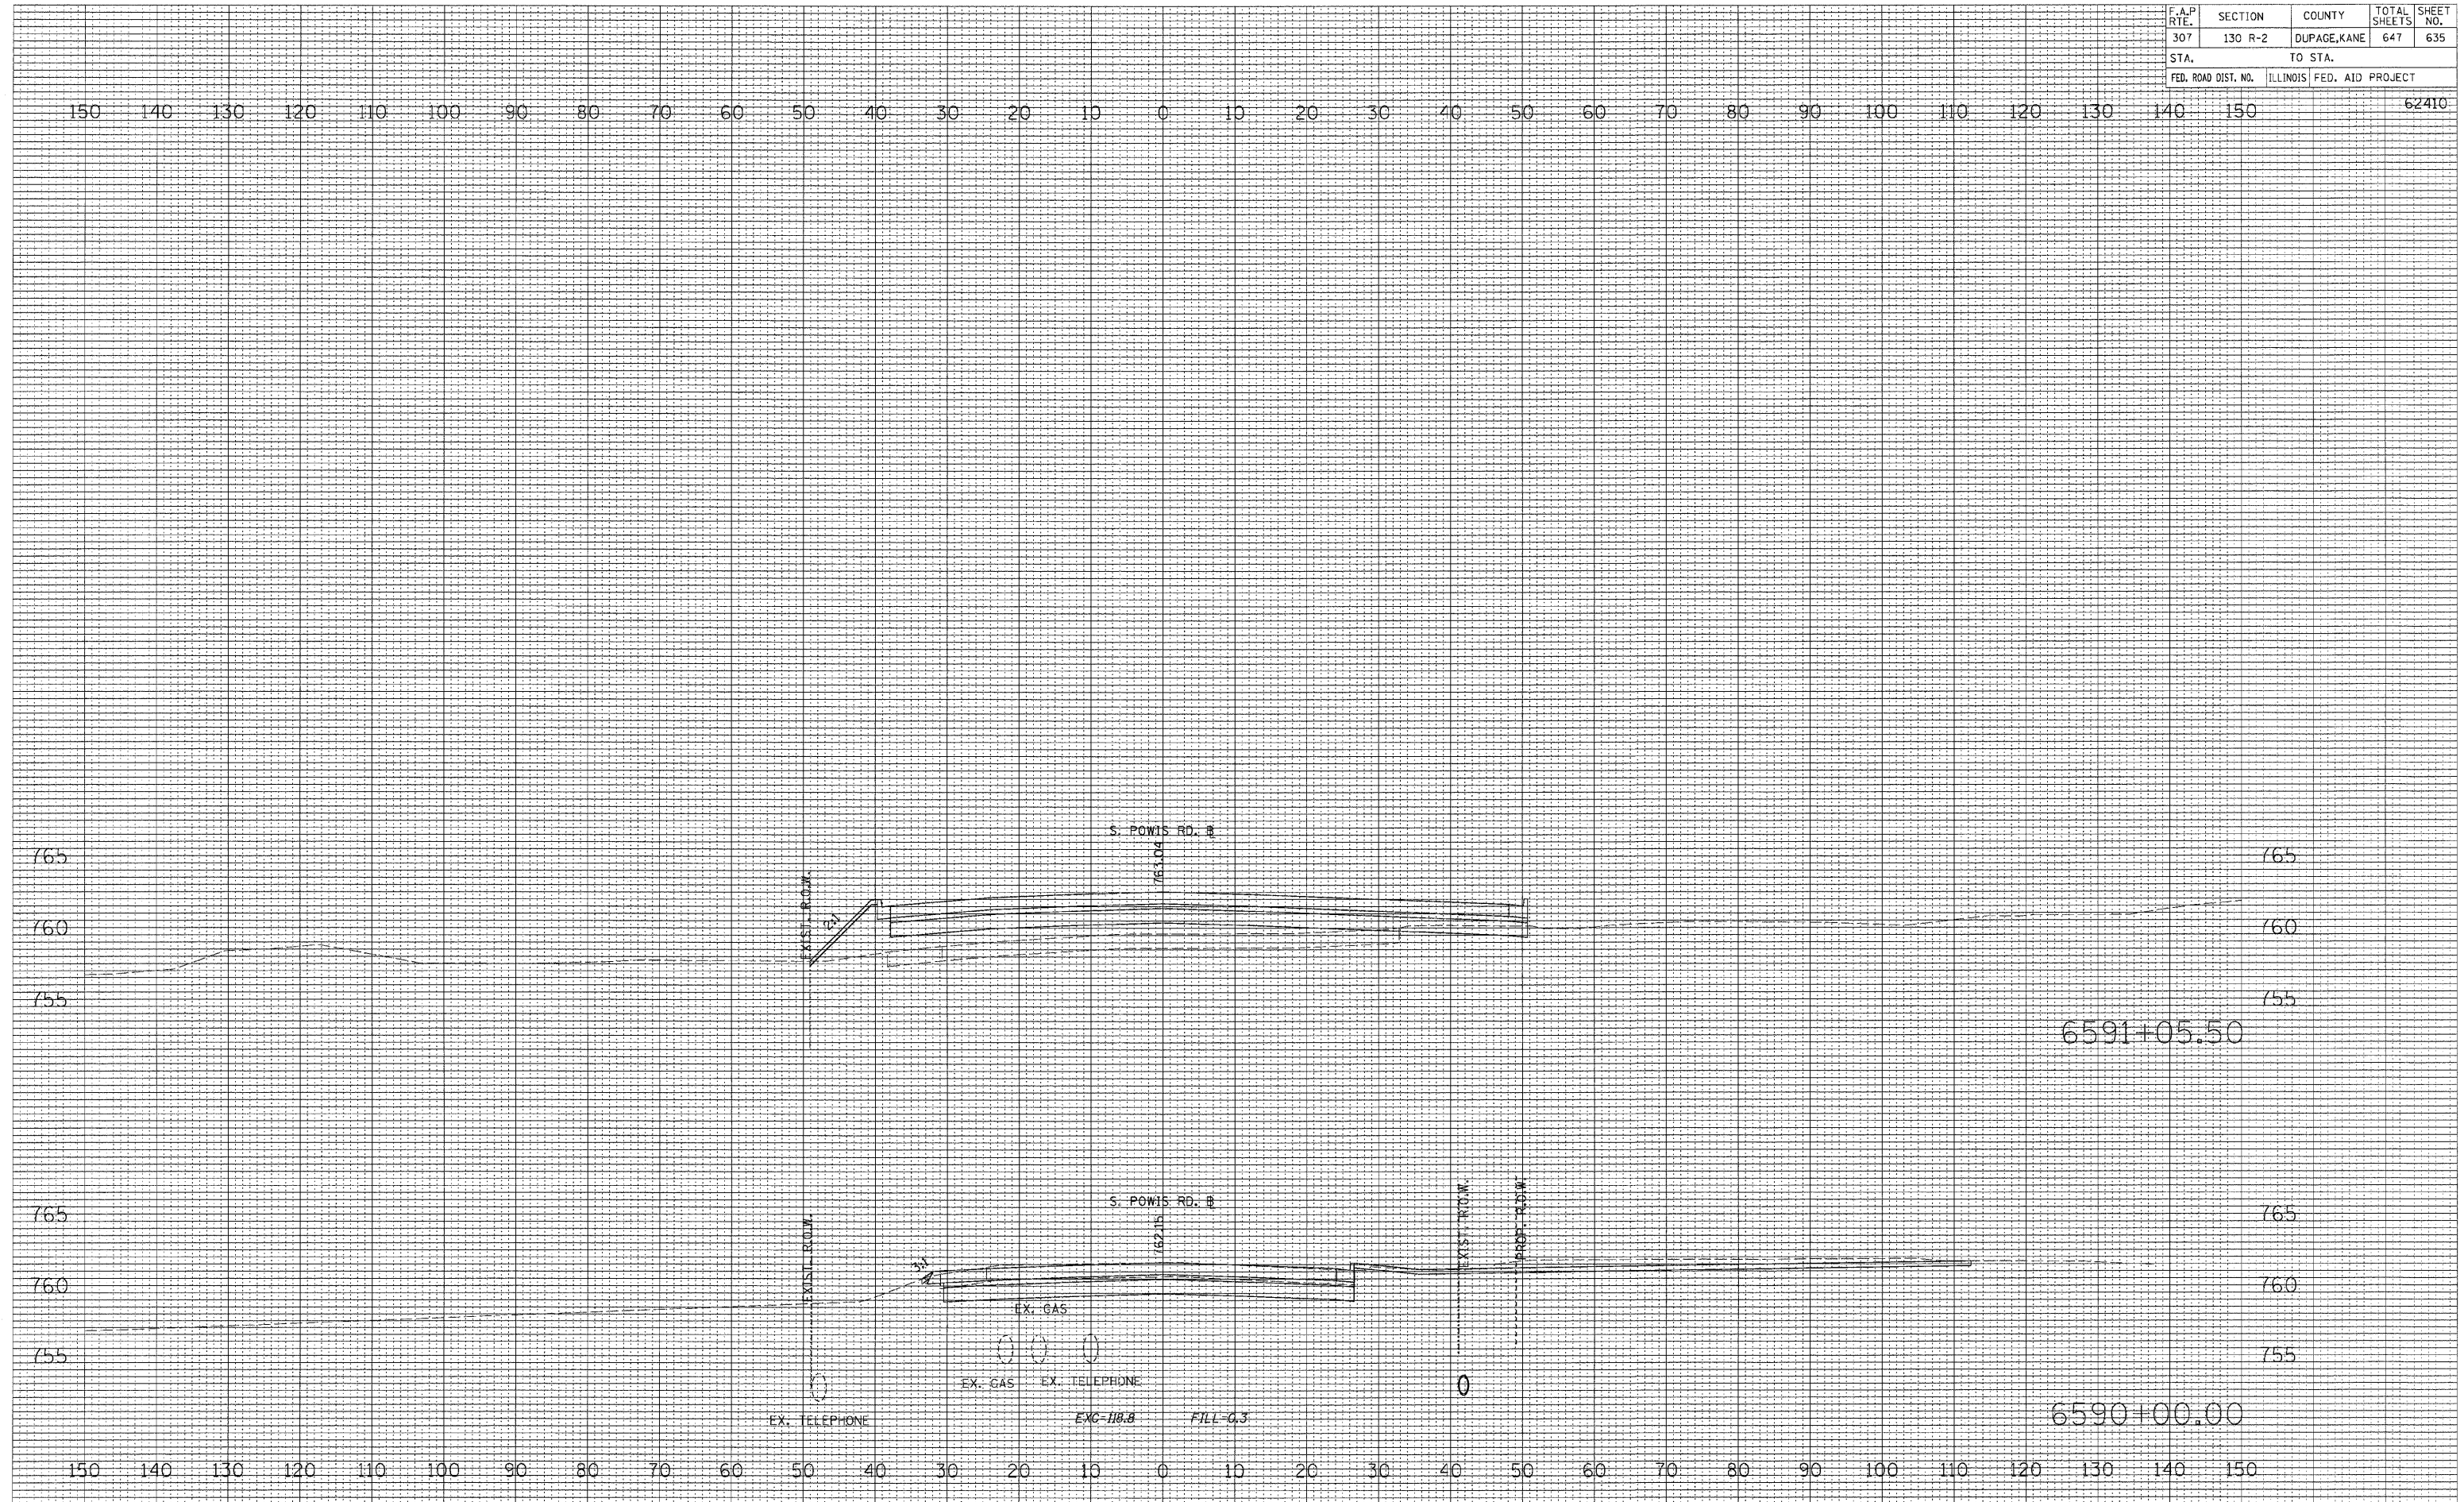 F.A.P RTE. SECTION COUNTY TOTAL SHEETS SHEET NO.
307 130 R-2 DUPAGE,KANE 647 635
STA. TO STA.
FED. ROAD DIST. NO. ILLINOIS FED. AID PROJECT
62410
150 140 130 120 110 100 90 80 70 60 50 40 30 20 10 0 10 20 30 40 50 60 70 80 90 100 110 120 130 140 150
S. POWIS RD. ℄
763.04
765 765
EXIST. R.O.W.
2:1
760 760
755 755
6591+05.50
S. POWIS RD. ℄
762.15
EXIST. R.O.W.
EXIST. R.O.W.
PROP. R.O.W.
765 765
3:1
760 760
EX. GAS
755 755
EX. GAS EX. TELEPHONE
EX. TELEPHONE
EXC=118.8 FILL=0.3
6590+00.00
150 140 130 120 110 100 90 80 70 60 50 40 30 20 10 0 10 20 30 40 50 60 70 80 90 100 110 120 130 140 150